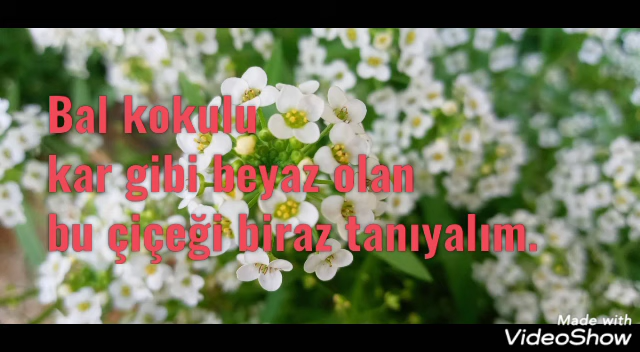 Bal kokulu
kar gibi beyaz olan
bu çiçeği biraz tanıyalım.
Made with
VideoShow